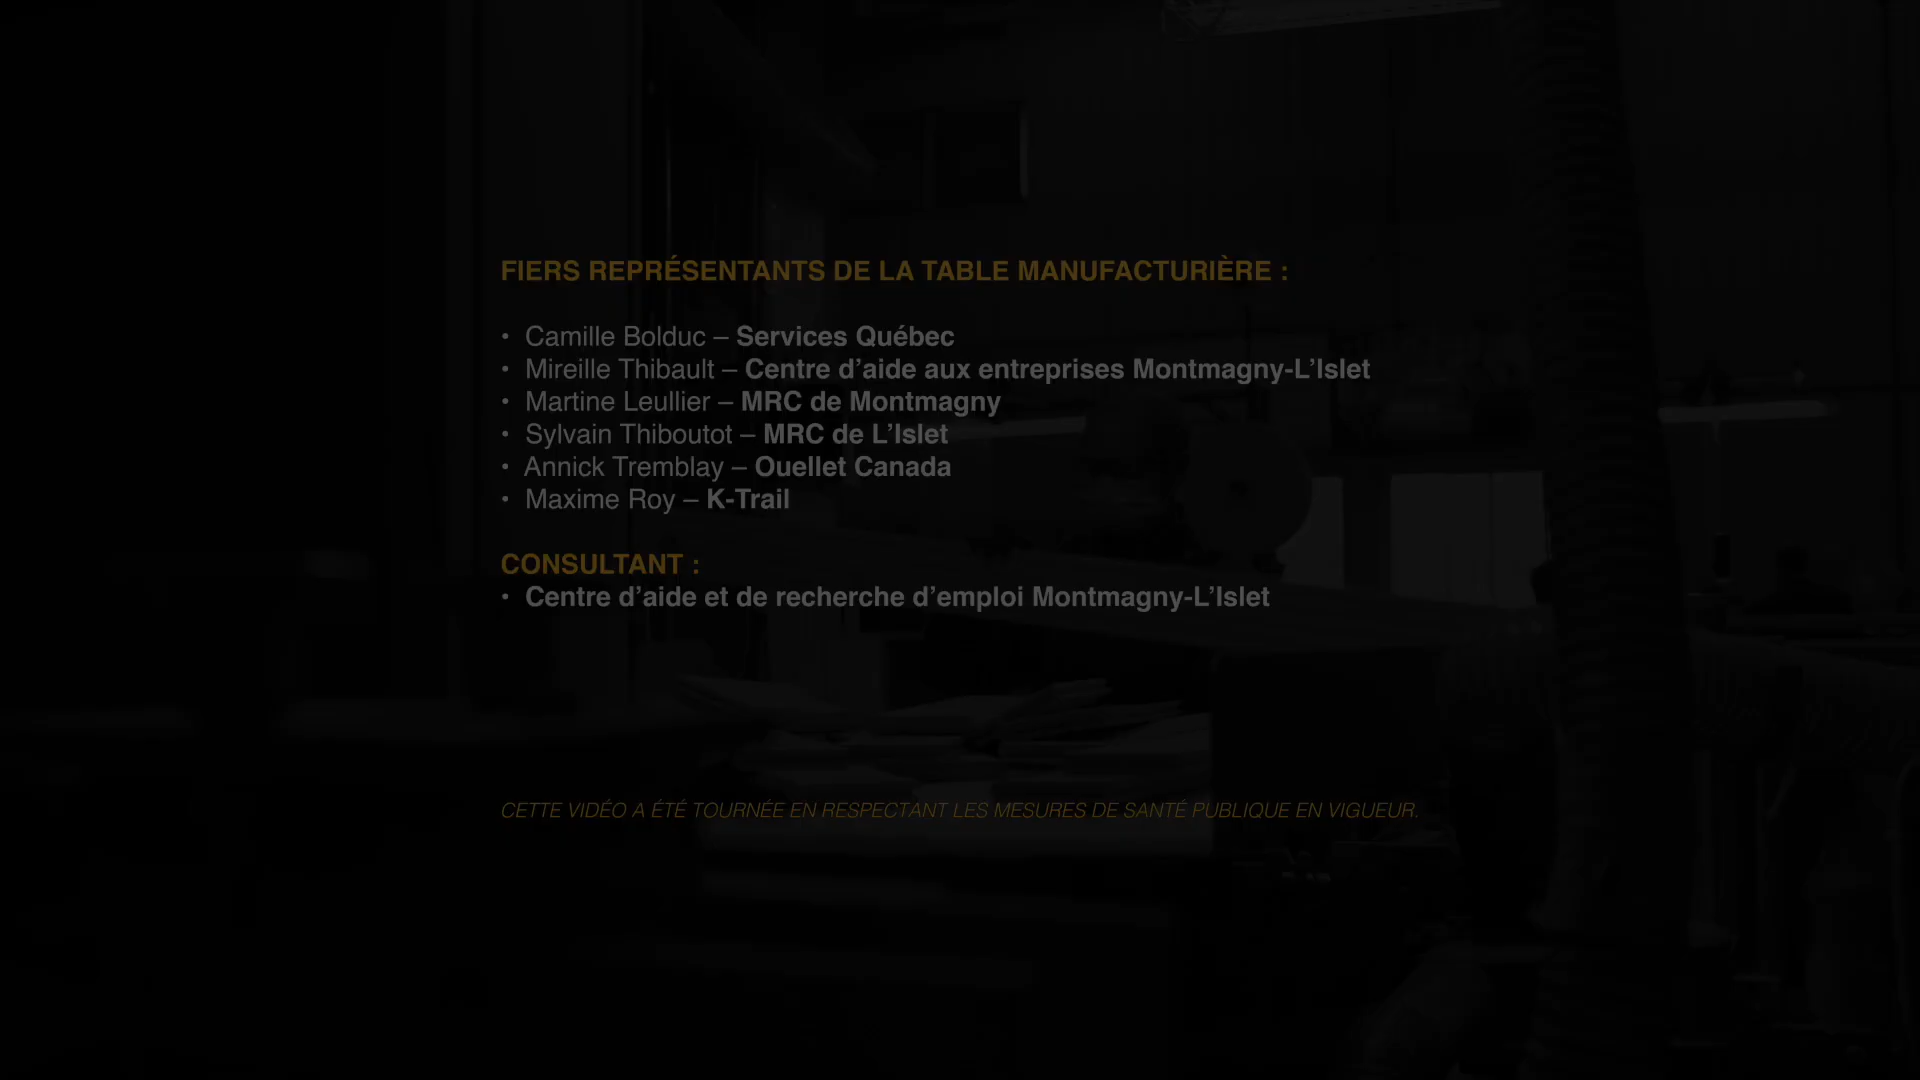 FIERS REPRÉSENTANTS DE LA TABLE MANUFACTURIÈRE :
• Camille Bolduc – Services Québec
• Mireille Thibault – Centre d’aide aux entreprises Montmagny-L’Islet
• Martine Leullier – MRC de Montmagny
• Sylvain Thiboutot – MRC de L’Islet
• Annick Tremblay – Ouellet Canada
• Maxime Roy – K-Trail
CONSULTANT :
• Centre d’aide et de recherche d’emploi Montmagny-L’Islet
CETTE VIDÉO A ÉTÉ TOURNÉE EN RESPECTANT LES MESURES DE SANTÉ PUBLIQUE EN VIGUEUR.